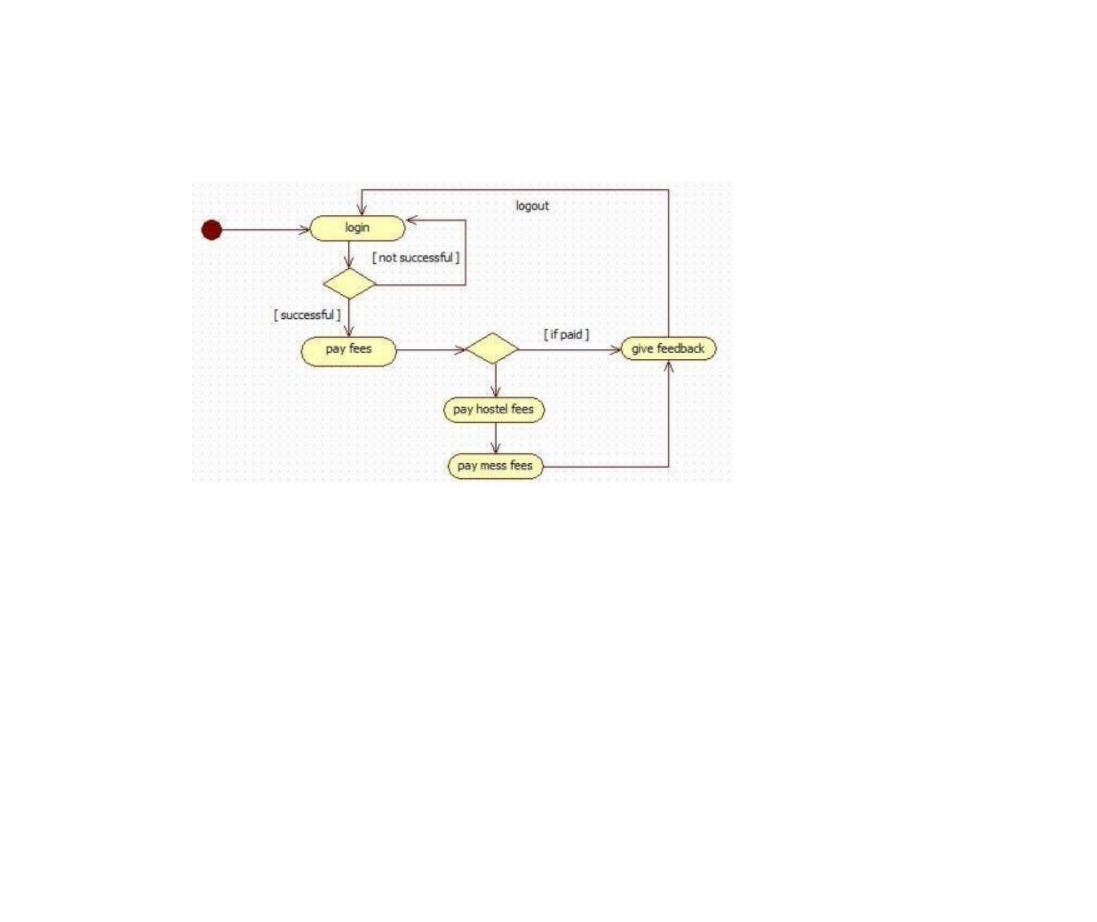 logout
login
[ not successful ]
[ successful ]
[ if paid ]
pay fees
give feedback
pay hostel fees
pay mess fees